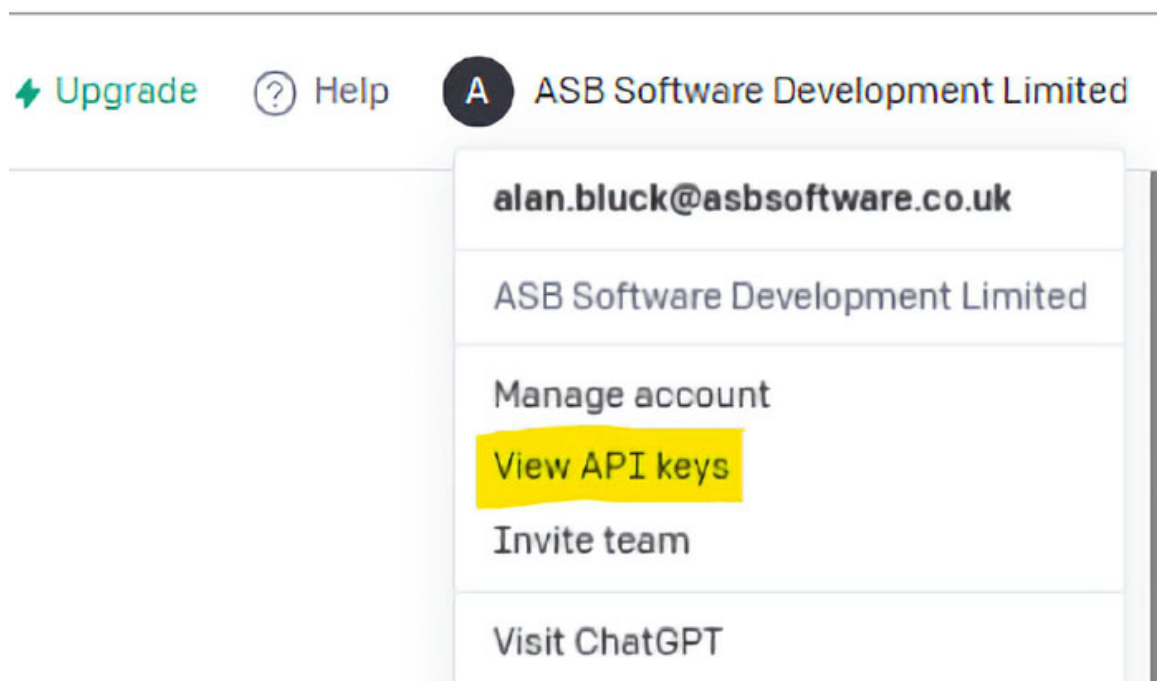 Upgrade ? Help A ASB Software Development Limited
alan.bluck@asbsoftware.co.uk
ASB Software Development Limited
Manage account
View API keys
Invite team
Visit ChatGPT